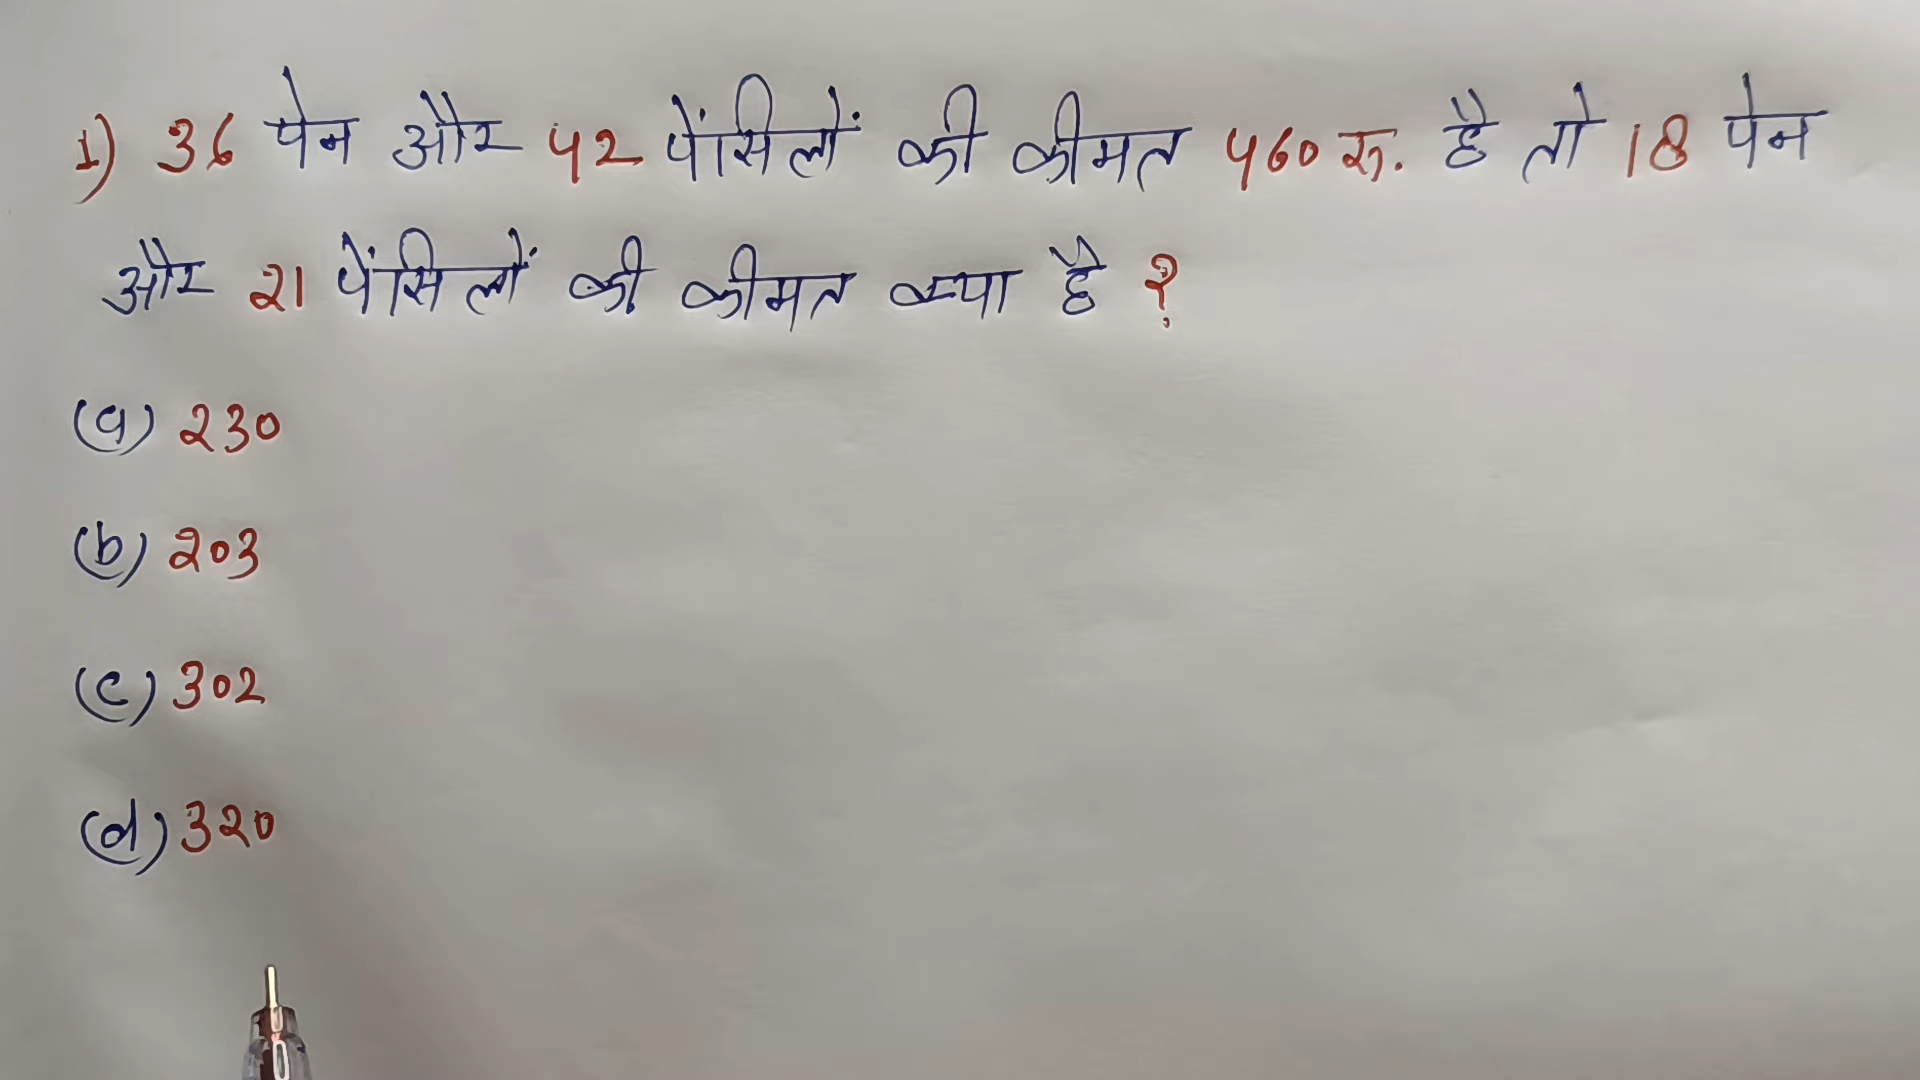 1) 36 पेन और 42 पेंसिलों की कीमत 460 रु. है तो 18 पेन
और 21 पेंसिलों की कीमत क्या है ?
(a) 230
(b) 203
(c) 302
(d) 320